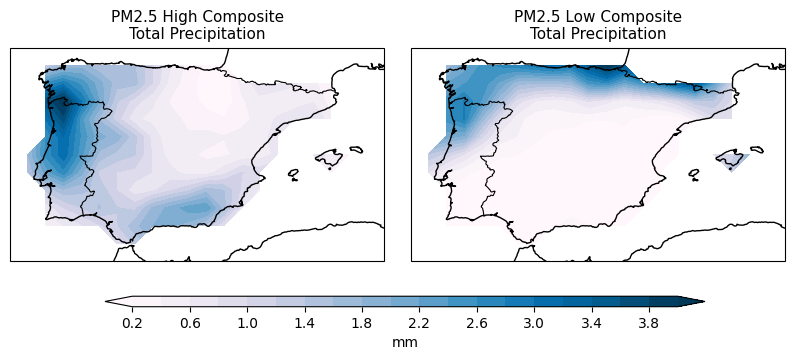 PM2.5 High Composite
Total Precipitation
PM2.5 Low Composite
Total Precipitation
0.2 0.6 1.0 1.4 1.8 2.2 2.6 3.0 3.4 3.8
mm